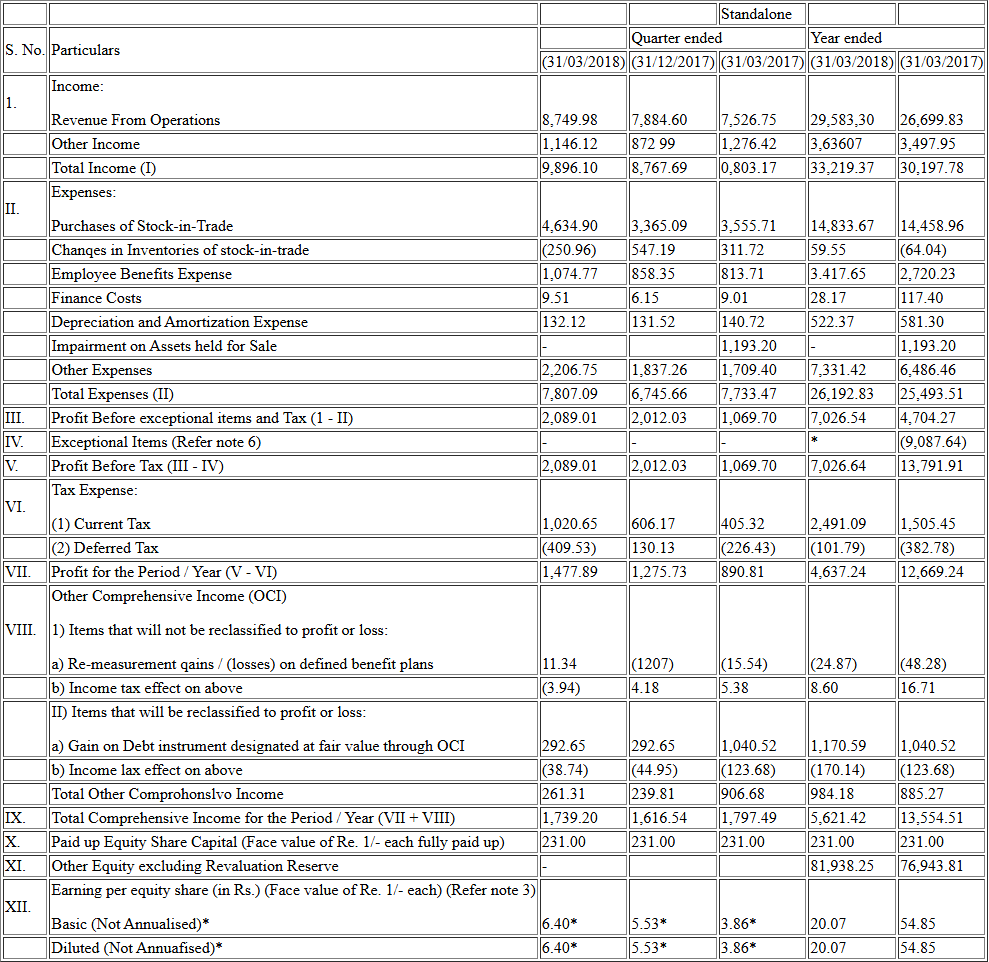 Standalone
S. No. Particulars Quarter ended Year ended
(31/03/2018) (31/12/2017) (31/03/2017) (31/03/2018) (31/03/2017)
1. Income:
Revenue From Operations 8,749.98 7,884.60 7,526.75 29,583,30 26,699.83
Other Income 1,146.12 872 99 1,276.42 3,63607 3,497.95
Total Income (I) 9,896.10 8,767.69 0,803.17 33,219.37 30,197.78
II. Expenses:
Purchases of Stock-in-Trade 4,634.90 3,365.09 3,555.71 14,833.67 14,458.96
Chanqes in Inventories of stock-in-trade (250.96) 547.19 311.72 59.55 (64.04)
Employee Benefits Expense 1,074.77 858.35 813.71 3.417.65 2,720.23
Finance Costs 9.51 6.15 9.01 28.17 117.40
Depreciation and Amortization Expense 132.12 131.52 140.72 522.37 581.30
Impairment on Assets held for Sale - 1,193.20 - 1,193.20
Other Expenses 2,206.75 1,837.26 1,709.40 7,331.42 6,486.46
Total Expenses (II) 7,807.09 6,745.66 7,733.47 26,192.83 25,493.51
III. Profit Before exceptional items and Tax (1 - II) 2,089.01 2,012.03 1,069.70 7,026.54 4,704.27
IV. Exceptional Items (Refer note 6) - - - * (9,087.64)
V. Profit Before Tax (III - IV) 2,089.01 2,012.03 1,069.70 7,026.64 13,791.91
VI. Tax Expense:
(1) Current Tax 1,020.65 606.17 405.32 2,491.09 1,505.45
(2) Deferred Tax (409.53) 130.13 (226.43) (101.79) (382.78)
VII. Profit for the Period / Year (V - VI) 1,477.89 1,275.73 890.81 4,637.24 12,669.24
VIII. Other Comprehensive Income (OCI)
1) Items that will not be reclassified to profit or loss:
a) Re-measurement qains / (losses) on defined benefit plans 11.34 (1207) (15.54) (24.87) (48.28)
b) Income tax effect on above (3.94) 4.18 5.38 8.60 16.71
II) Items that will be reclassified to profit or loss:
a) Gain on Debt instrument designated at fair value through OCI 292.65 292.65 1,040.52 1,170.59 1,040.52
b) Income lax effect on above (38.74) (44.95) (123.68) (170.14) (123.68)
Total Other Comprohonslvo Income 261.31 239.81 906.68 984.18 885.27
IX. Total Comprehensive Income for the Period / Year (VII + VIII) 1,739.20 1,616.54 1,797.49 5,621.42 13,554.51
X. Paid up Equity Share Capital (Face value of Re. 1/- each fully paid up) 231.00 231.00 231.00 231.00 231.00
XI. Other Equity excluding Revaluation Reserve - 81,938.25 76,943.81
XII. Earning per equity share (in Rs.) (Face value of Re. 1/- each) (Refer note 3)
Basic (Not Annualised)* 6.40* 5.53* 3.86* 20.07 54.85
Diluted (Not Annuafised)* 6.40* 5.53* 3.86* 20.07 54.85